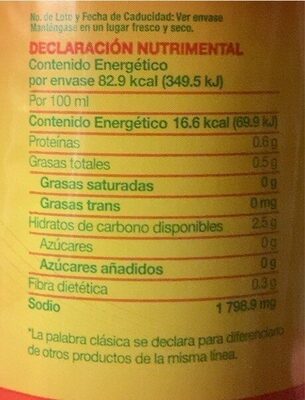 No. de Lote y Fecha de Caducidad: Ver envase
Manténgase en un lugar fresco y seco.
DECLARACIÓN NUTRIMENTAL
Contenido Energético
por envase 82.9 kcal (349.5 kJ)
Por 100 ml
Contenido Energético 16.6 kcal (69.9 kJ)
Proteínas 0.6 g
Grasas totales 0.5 g
Grasas saturadas 0 g
Grasas trans 0 mg
Hidratos de carbono disponibles 2.5 g
Azúcares 0 g
Azúcares añadidos 0 g
Fibra dietética 0.3 g
Sodio 1 798.9 mg
*La palabra clásica se declara para diferenciarlo
de otros productos de la misma línea.